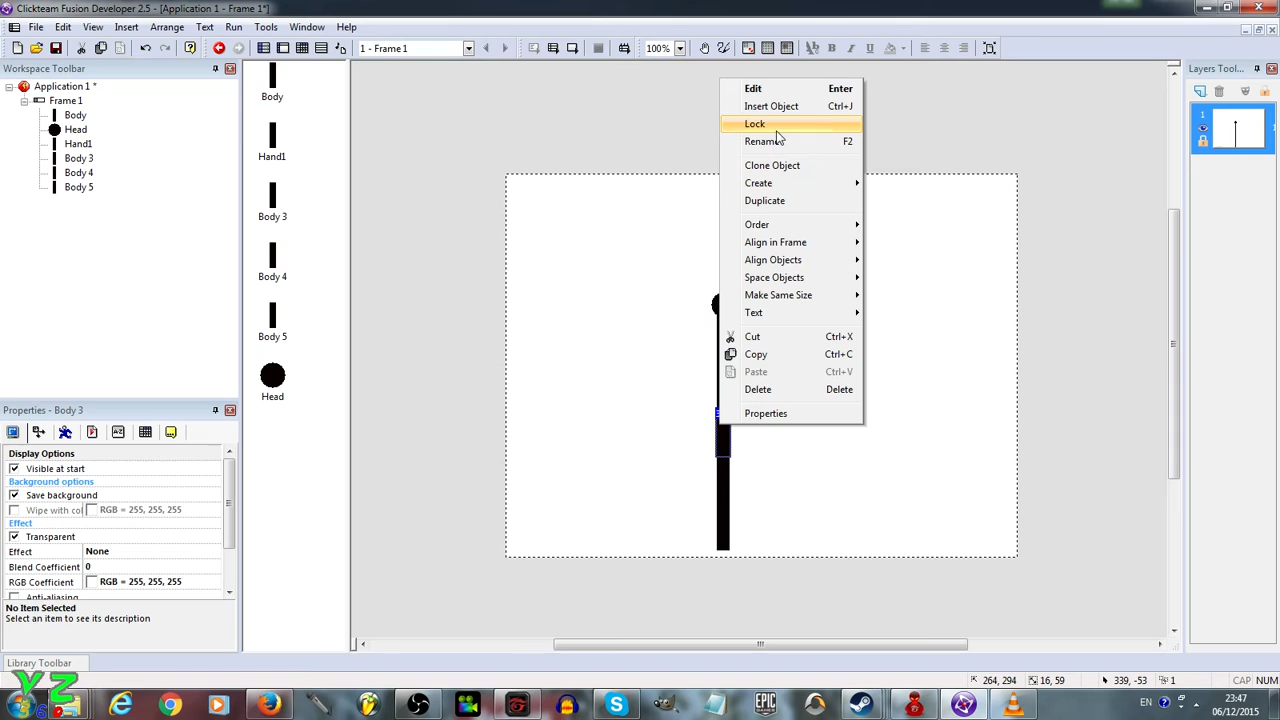 Clickteam Fusion Developer 2.5 - [Application 1 - Frame 1*]
File Edit View Insert Arrange Text Run Tools Window Help
1 - Frame 1
100%
Workspace Toolbar
Application 1 *
Frame 1
Body
Head
Hand1
Body 3
Body 4
Body 5
Body
Hand1
Body 3
Body 4
Body 5
Head
Edit Enter
Insert Object Ctrl+J
Lock
Rename F2
Clone Object
Create
Duplicate
Order
Align in Frame
Align Objects
Space Objects
Make Same Size
Text
Cut Ctrl+X
Copy Ctrl+C
Paste Ctrl+V
Delete Delete
Properties
Layers Tool...
1
Properties - Body 3
Display Options
Visible at start
Background options
Save background
Wipe with col RGB = 255, 255, 255
Effect
Transparent
Effect None
Blend Coefficient 0
RGB Coefficient RGB = 255, 255, 255
Anti-aliasing
No Item Selected
Select an item to see its description
Library Toolbar
264, 294 16, 59 339, -53 1 CAP NUM
YZ
EPIC GAMES
EN 23:47
06/12/2015